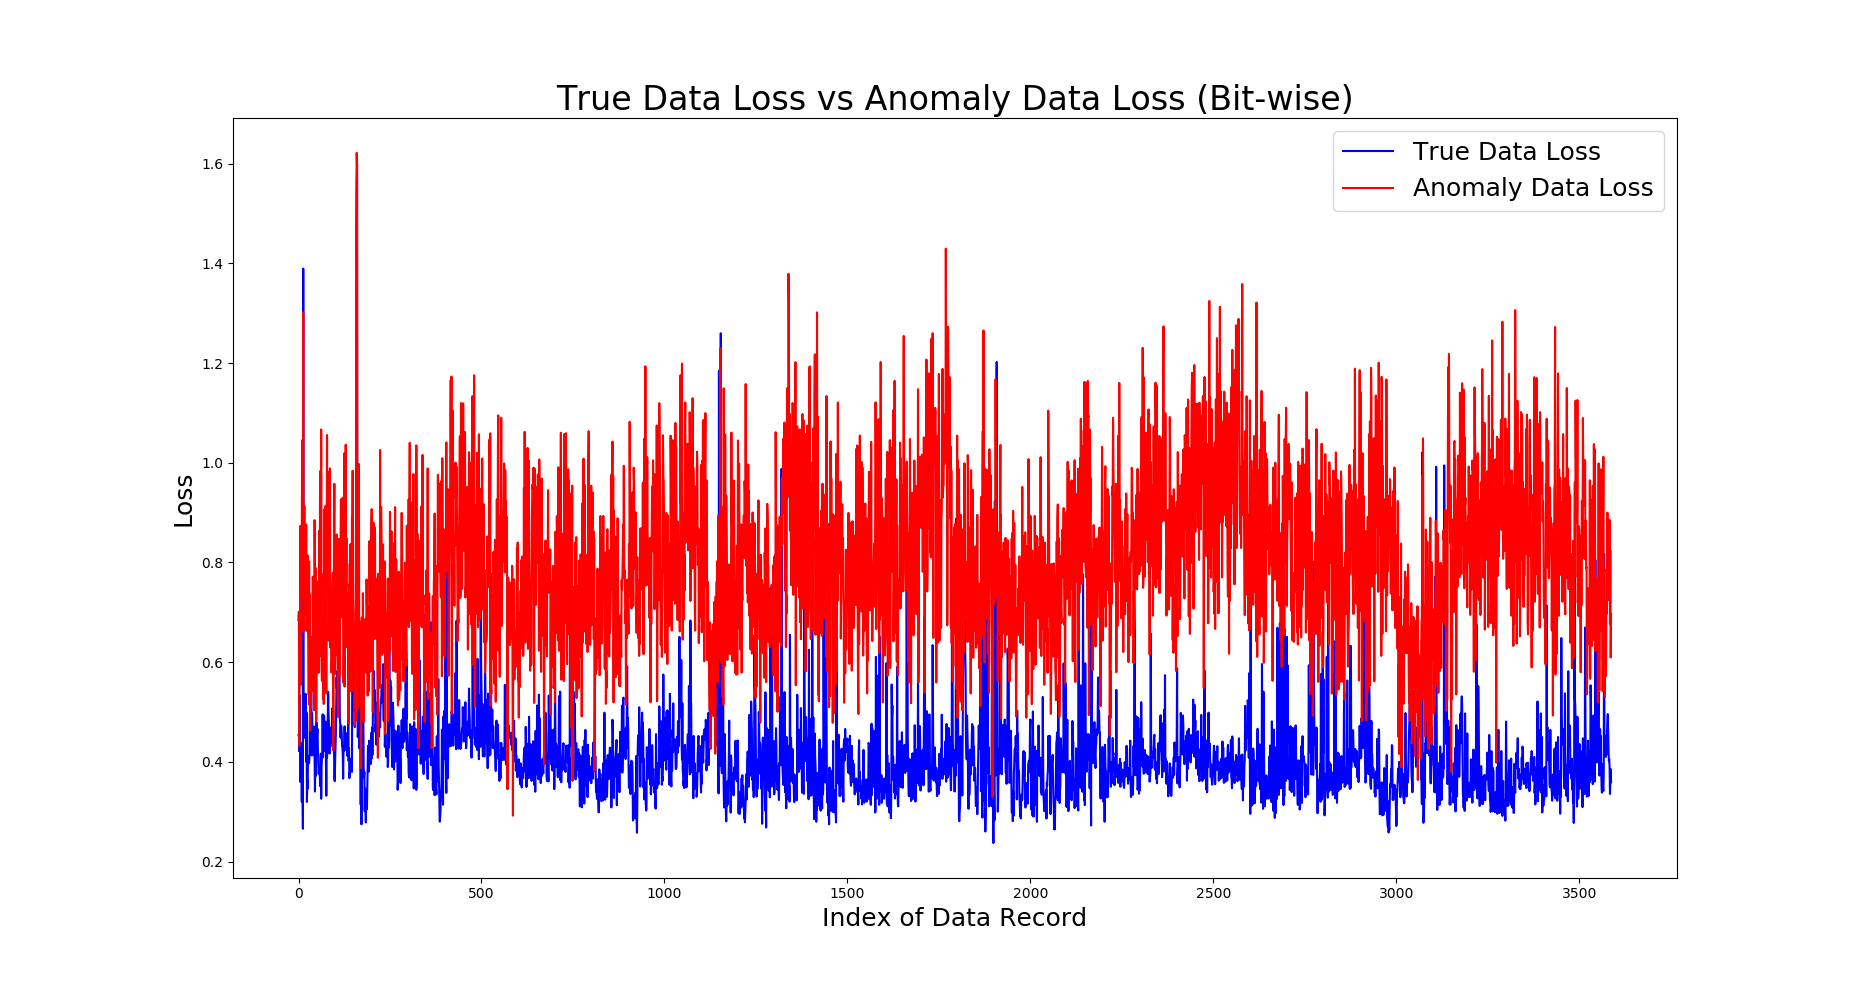 True Data Loss vs Anomaly Data Loss (Bit-wise)
True Data Loss
Anomaly Data Loss
1.6
1.4
1.2
1.0
0.8
0.6
0.4
0.2
Loss
0 500 1000 1500 2000 2500 3000 3500
Index of Data Record